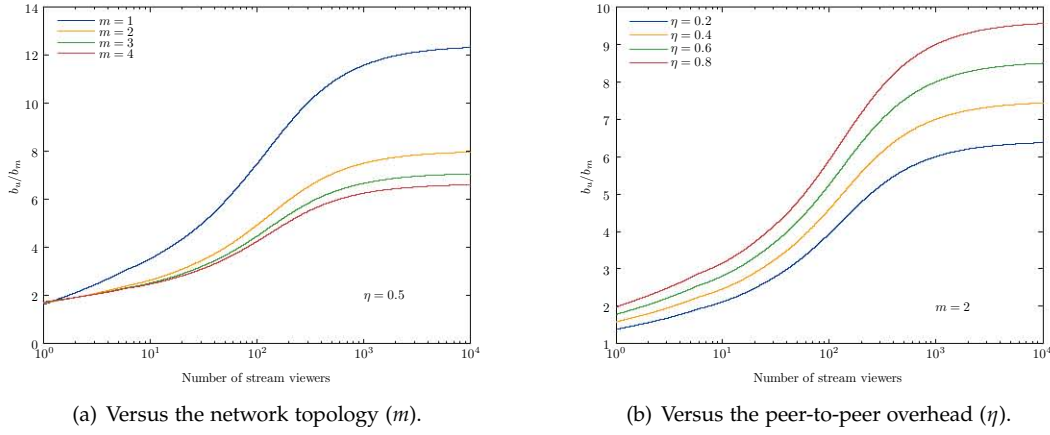 14
12
10
8
6
4
2
0
b_u/b_m
m = 1
m = 2
m = 3
m = 4
η = 0.5
10^0
10^1
10^2
10^3
10^4
Number of stream viewers
(a) Versus the network topology (m).
10
9
8
7
6
5
4
3
2
1
b_u/b_m
η = 0.2
η = 0.4
η = 0.6
η = 0.8
m = 2
10^0
10^1
10^2
10^3
10^4
Number of stream viewers
(b) Versus the peer-to-peer overhead (η).